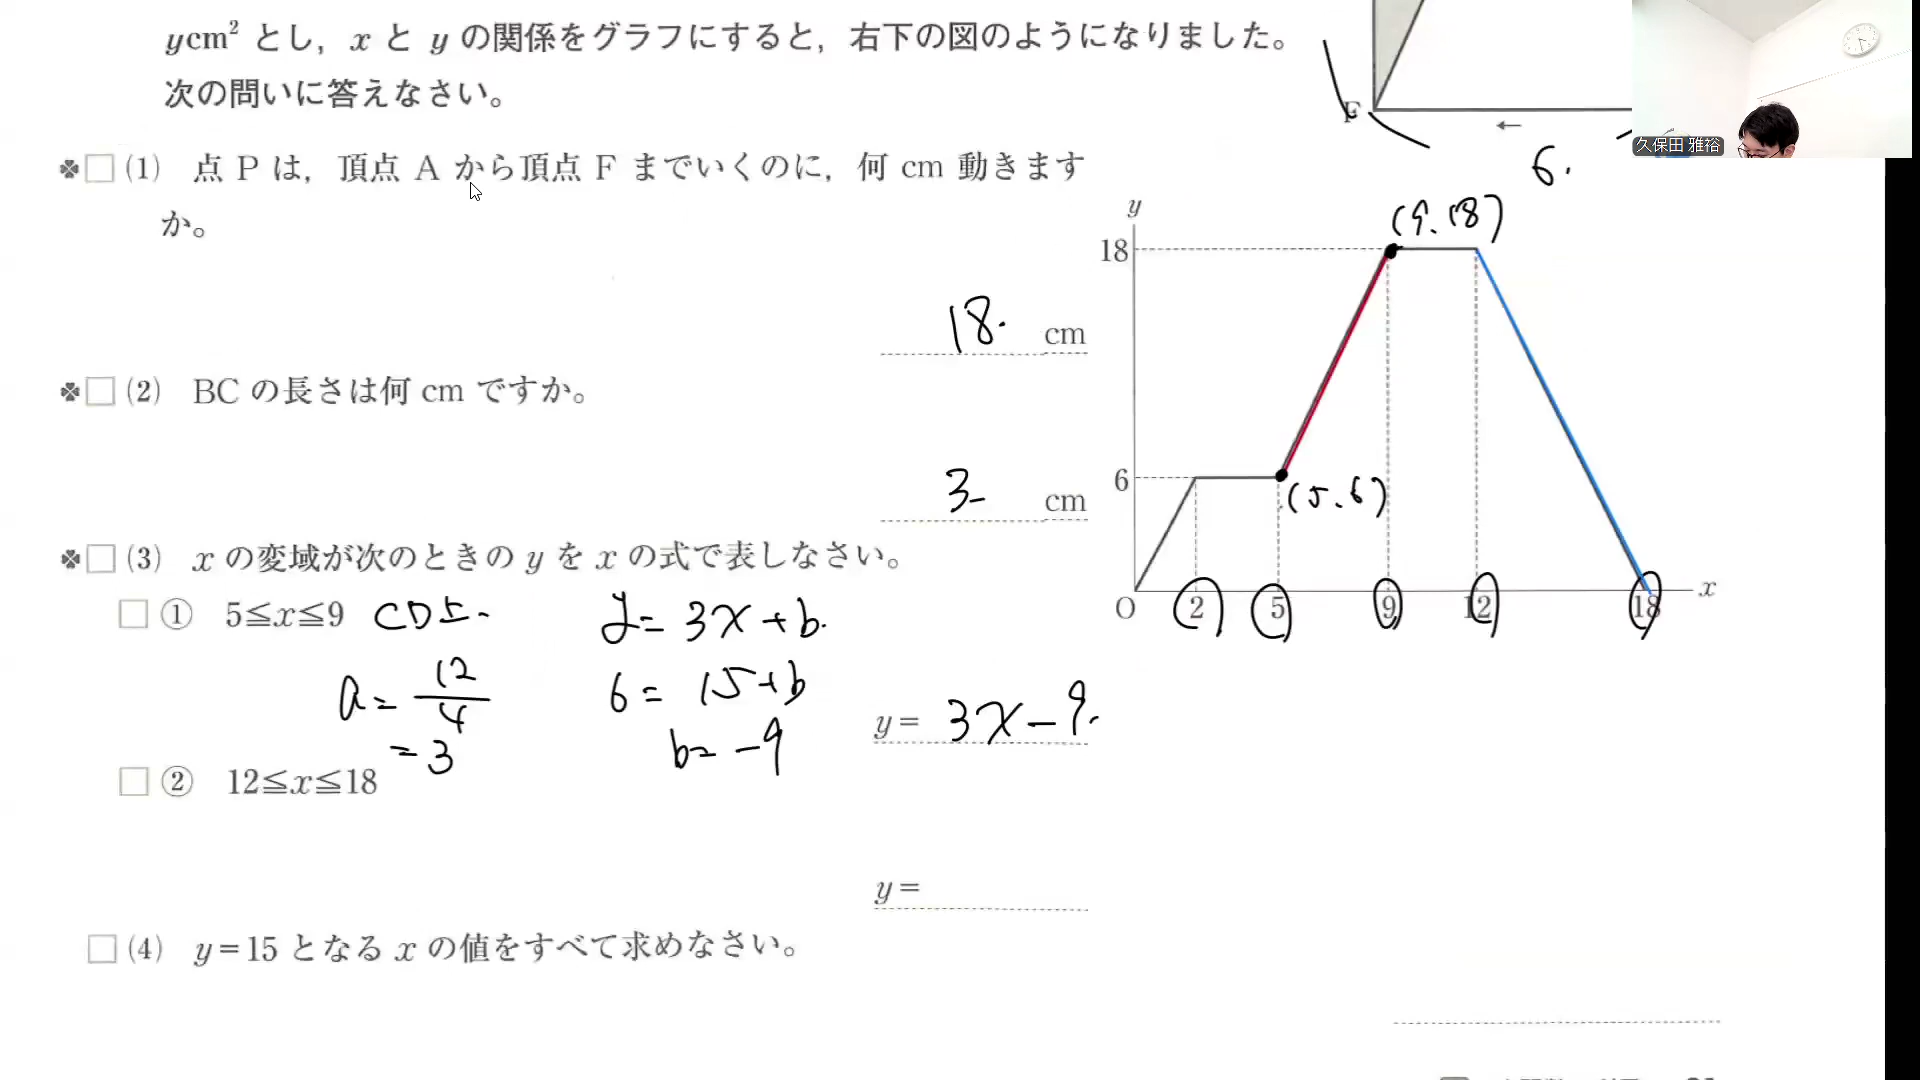 ycm² とし, x と y の関係をグラフにすると, 右下の図のようになりました。
次の問いに答えなさい。
F
←
6.
久保田 雅裕
(1) 点 P は, 頂点 A から頂点 F までいくのに, 何 cm 動きます
か。
18. cm
(2) BC の長さは何 cm ですか。
3 cm
(3) x の変域が次のときの y を x の式で表しなさい。
① 5≦x≦9 CD上.
a= 12/4
=3
y= 3x+b.
6= 15+b
b= -9
y= 3x-9.
② 12≦x≦18
y=
(4) y=15 となる x の値をすべて求めなさい。
y
(9.18)
18
6
(5.6)
O 2 5 9 12 18 x